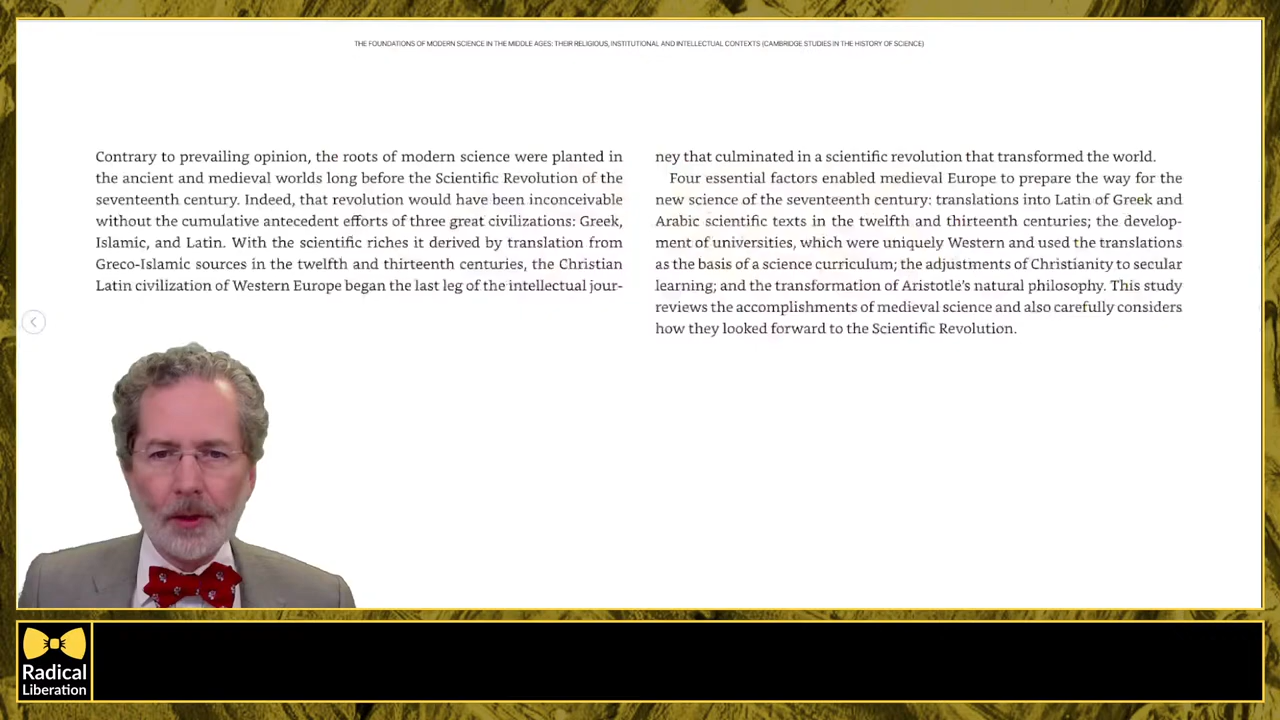 THE FOUNDATIONS OF MODERN SCIENCE IN THE MIDDLE AGES: THEIR RELIGIOUS, INSTITUTIONAL AND INTELLECTUAL CONTEXTS (CAMBRIDGE STUDIES IN THE HISTORY OF SCIENCE)
Contrary to prevailing opinion, the roots of modern science were planted in
the ancient and medieval worlds long before the Scientific Revolution of the
seventeenth century. Indeed, that revolution would have been inconceivable
without the cumulative antecedent efforts of three great civilizations: Greek,
Islamic, and Latin. With the scientific riches it derived by translation from
Greco-Islamic sources in the twelfth and thirteenth centuries, the Christian
Latin civilization of Western Europe began the last leg of the intellectual jour-
ney that culminated in a scientific revolution that transformed the world.
Four essential factors enabled medieval Europe to prepare the way for the
new science of the seventeenth century: translations into Latin of Greek and
Arabic scientific texts in the twelfth and thirteenth centuries; the develop-
ment of universities, which were uniquely Western and used the translations
as the basis of a science curriculum; the adjustments of Christianity to secular
learning; and the transformation of Aristotle's natural philosophy. This study
reviews the accomplishments of medieval science and also carefully considers
how they looked forward to the Scientific Revolution.
Radical
Liberation